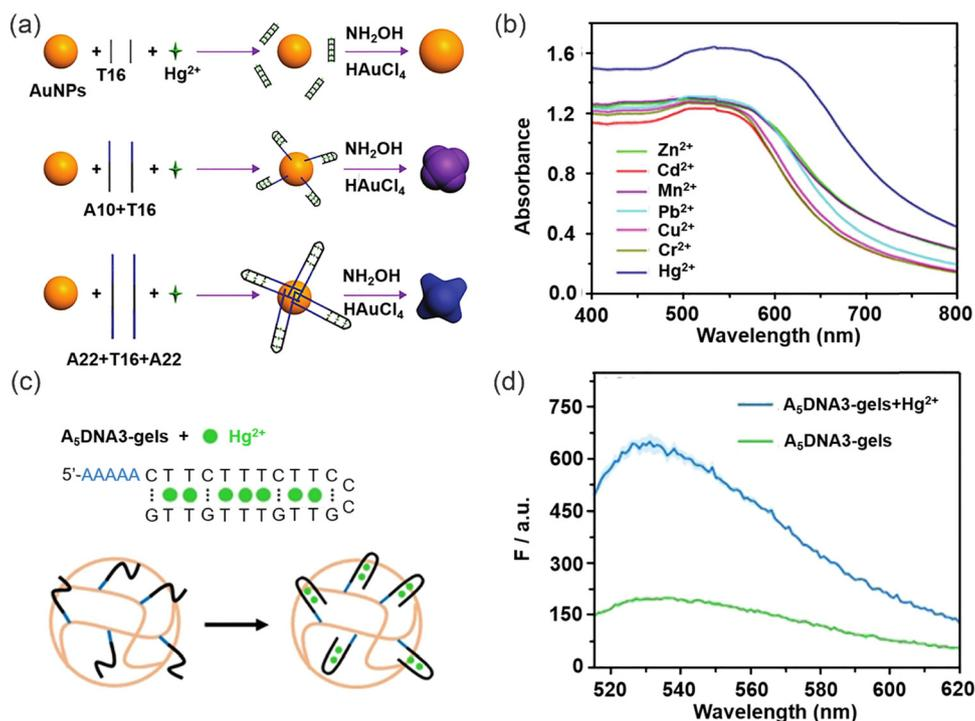 (a)
+ + NH₂OH
T16 Hg²⁺ HAuCl₄
AuNPs
+ + NH₂OH
HAuCl₄
A10+T16
+ + NH₂OH
HAuCl₄
A22+T16+A22
(b)
Absorbance
1.6
1.2
0.8
0.4
0.0
Zn²⁺
Cd²⁺
Mn²⁺
Pb²⁺
Cu²⁺
Cr²⁺
Hg²⁺
400 500 600 700 800
Wavelength (nm)
(c)
A₅DNA3-gels + Hg²⁺
5'-AAAAA C T T C T T T C T T C C
C
G T T G T T T G T T G
(d)
F / a.u.
750
600
450
300
150
0
A₅DNA3-gels+Hg²⁺
A₅DNA3-gels
520 540 560 580 600 620
Wavelength (nm)